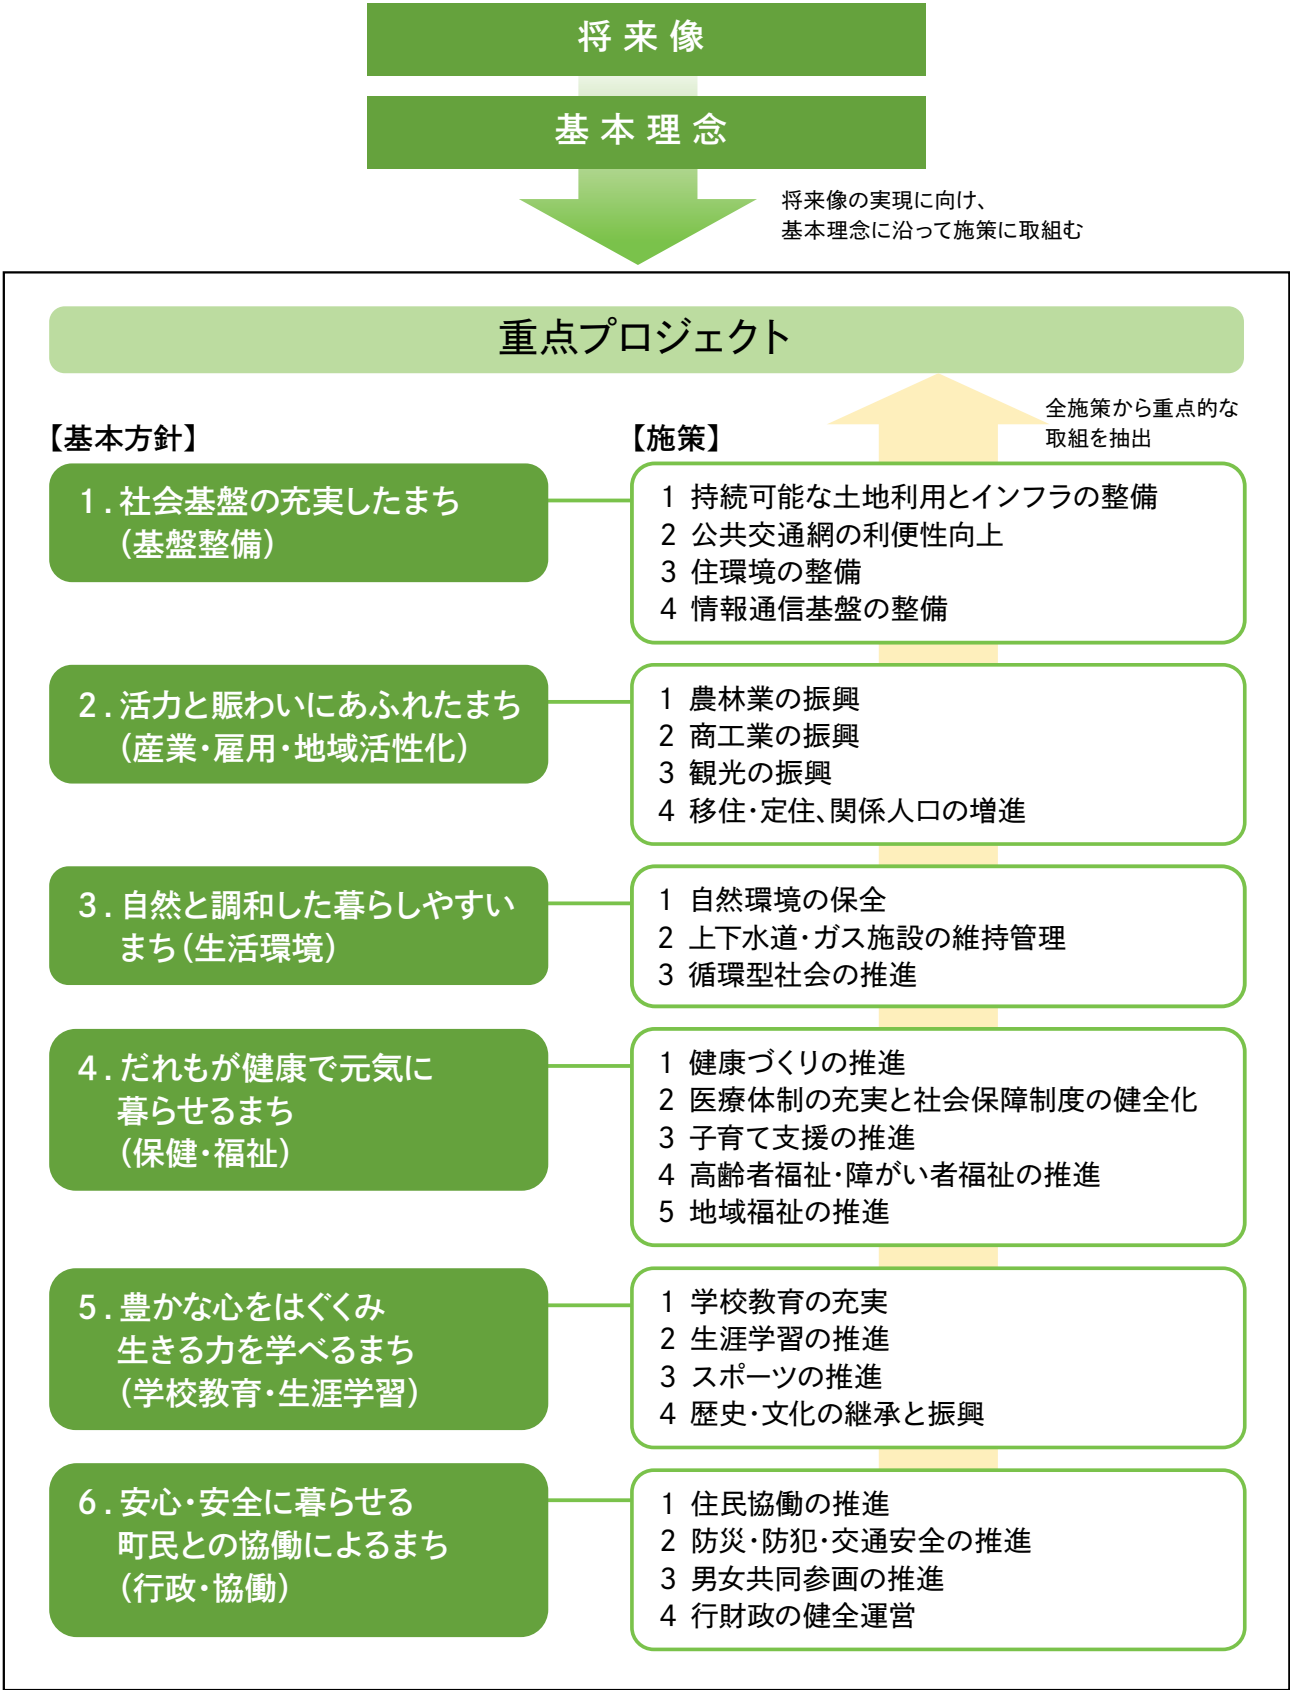 将来像
基本理念
将来像の実現に向け、
基本理念に沿って施策に取組む
重点プロジェクト
全施策から重点的な
取組を抽出
【基本方針】
【施策】
1.社会基盤の充実したまち
(基盤整備)
1 持続可能な土地利用とインフラの整備
2 公共交通網の利便性向上
3 住環境の整備
4 情報通信基盤の整備
2.活力と賑わいにあふれたまち
(産業・雇用・地域活性化)
1 農林業の振興
2 商工業の振興
3 観光の振興
4 移住・定住、関係人口の増進
3.自然と調和した暮らしやすい
まち(生活環境)
1 自然環境の保全
2 上下水道・ガス施設の維持管理
3 循環型社会の推進
4.だれもが健康で元気に
暮らせるまち
(保健・福祉)
1 健康づくりの推進
2 医療体制の充実と社会保障制度の健全化
3 子育て支援の推進
4 高齢者福祉・障がい者福祉の推進
5 地域福祉の推進
5.豊かな心をはぐくみ
生きる力を学べるまち
(学校教育・生涯学習)
1 学校教育の充実
2 生涯学習の推進
3 スポーツの推進
4 歴史・文化の継承と振興
6.安心・安全に暮らせる
町民との協働によるまち
(行政・協働)
1 住民協働の推進
2 防災・防犯・交通安全の推進
3 男女共同参画の推進
4 行財政の健全運営